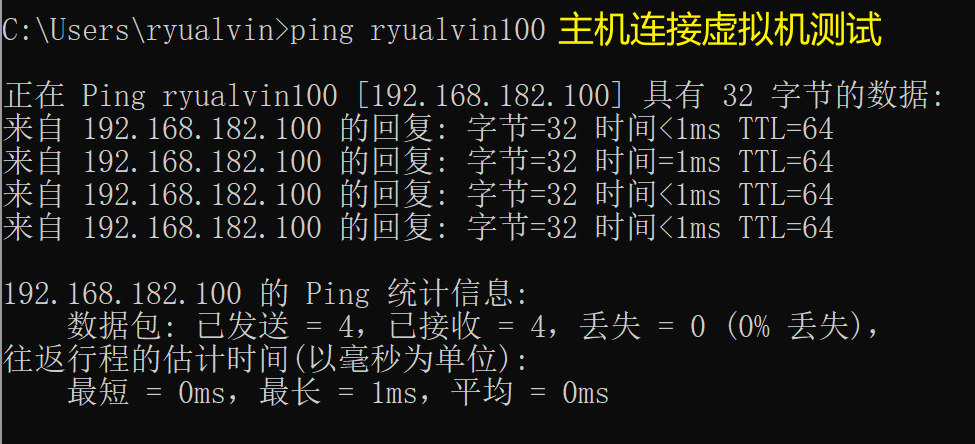 C:\Users\ryualvin>ping ryualvin100 主机连接虚拟机测试
正在 Ping ryualvin100 [192.168.182.100] 具有 32 字节的数据:
来自 192.168.182.100 的回复: 字节=32 时间<1ms TTL=64
来自 192.168.182.100 的回复: 字节=32 时间=1ms TTL=64
来自 192.168.182.100 的回复: 字节=32 时间<1ms TTL=64
来自 192.168.182.100 的回复: 字节=32 时间<1ms TTL=64
192.168.182.100 的 Ping 统计信息:
数据包: 已发送 = 4，已接收 = 4，丢失 = 0 (0% 丢失)，
往返行程的估计时间(以毫秒为单位):
最短 = 0ms，最长 = 1ms，平均 = 0ms